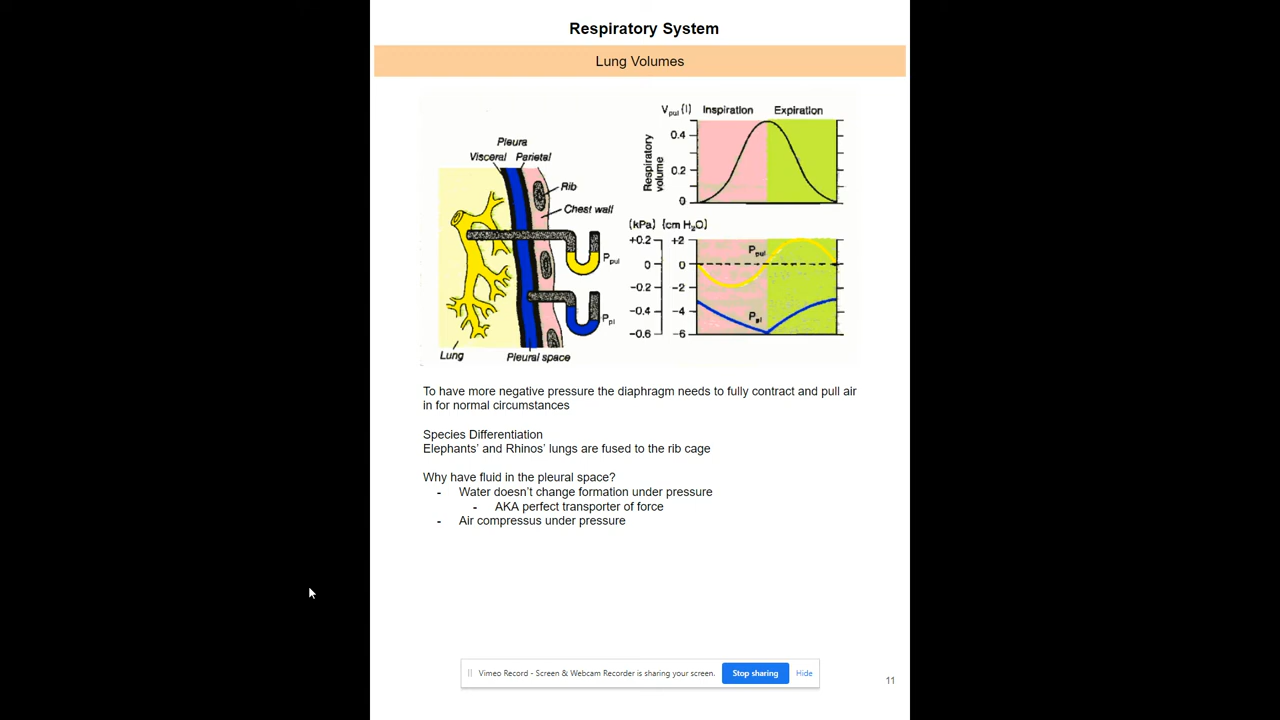 Respiratory System
Lung Volumes
Pleura
Visceral Parietal
Rib
Chest wall
Ppul
Ppl
Lung
Pleural space
Vpul (l) Inspiration Expiration
Respiratory volume
0.4
0.2
0
(kPa) (cm H₂O)
+0.2 +2
0 0
-0.2 -2
-0.4 -4
-0.6 -6
Ppul
Ppl
To have more negative pressure the diaphragm needs to fully contract and pull air
in for normal circumstances
Species Differentiation
Elephants’ and Rhinos’ lungs are fused to the rib cage
Why have fluid in the pleural space?
- Water doesn’t change formation under pressure
- AKA perfect transporter of force
- Air compressus under pressure
Vimeo Record - Screen & Webcam Recorder is sharing your screen. Stop sharing Hide
11